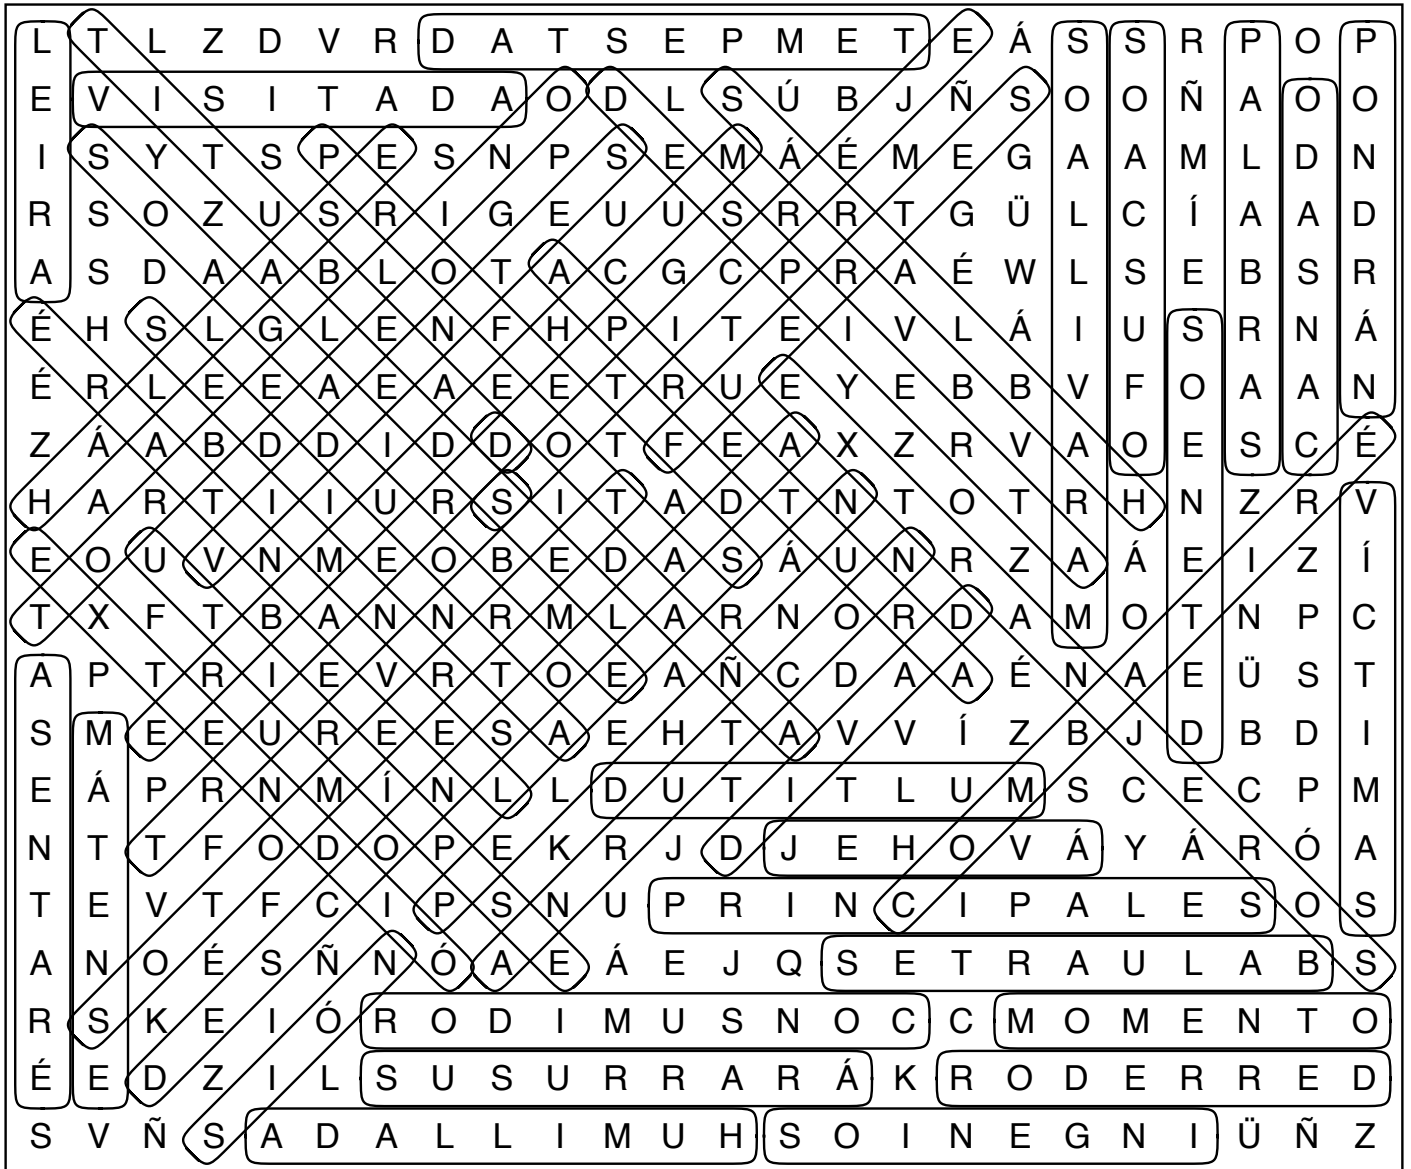 L T L Z D V R D A T S E P M E T E Á S S R P O P
E V I S I T A D A O D L S Ú B J Ñ S O O Ñ A O O
I S Y T S P E S N P S E M Á É M E G A A M L D N
R S O Z U S R I G E U U S R R T G Ü L C Í A A D
A S D A A B L O T A C G C P R A É W L S E B S R
É H S L G L E N F H P I T E I V L Á I U S R N Á
É R L E E A E A E E T R U E Y E B B V F O A A N
Z Á A B D D I D D O T F E A X Z R V A O E S C É
H A R T I I U R S I T A D T N T O T R H N Z R V
E O U V N M E O B E D A S Á U N R Z A Á E I Z Í
T X F T B A N N R M L A R N O R D A M O T N P C
A P T R I E V R T O E A Ñ C D A A É N A E Ü S T
S M E E U R E E S A E H T A V V Í Z B J D B D I
E Á P R N M Í N L L D U T I T L U M S C E C P M
N T T F O D O P E K R J D J E H O V Á Y Á R Ó A
T E V T F C I P S N U P R I N C I P A L E S O S
A N O É S Ñ N Ó A E Á E J Q S E T R A U L A B S
R S K E I Ó R O D I M U S N O C C M O M E N T O
É E D Z I L S U S U R R A R Á K R O D E R R E D
S V Ñ S A D A L L I M U H S O I N E G N I Ü Ñ Z